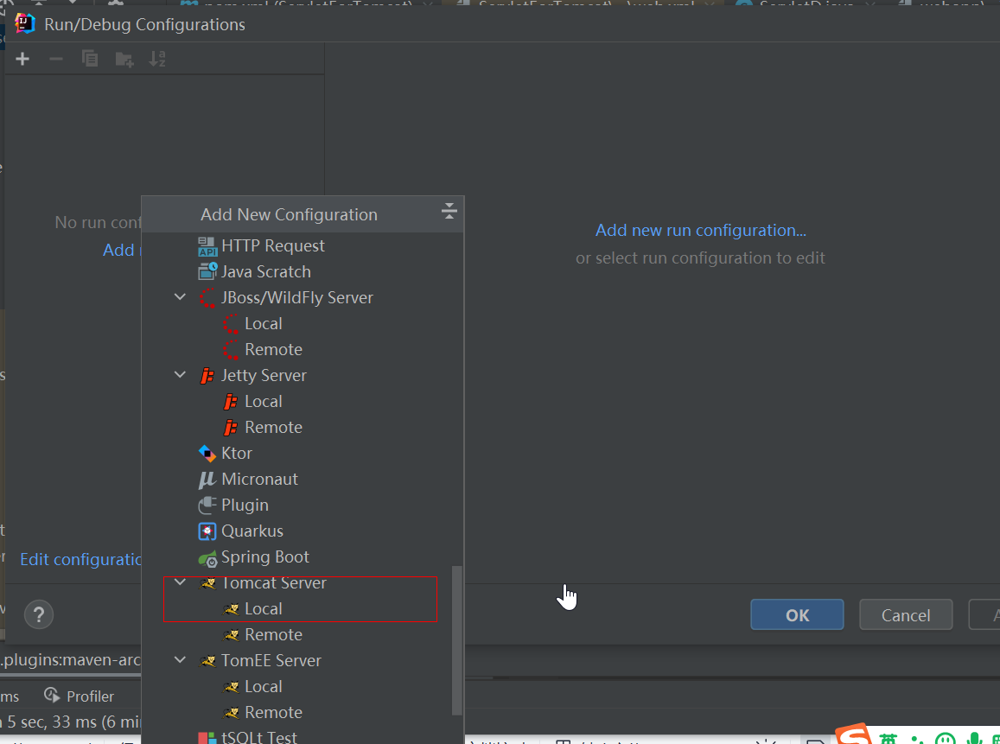 Run/Debug Configurations
No run conf
Add new run configuration...
or select run configuration to edit
Add New Configuration
HTTP Request
API
Java Scratch
JBoss/WildFly Server
Local
Remote
Jetty Server
Local
Remote
Ktor
Micronaut
Plugin
Quarkus
Spring Boot
Tomcat Server
Local
Remote
TomEE Server
Local
Remote
tSQLt Test
Edit configuratio
?
OK
Cancel
.plugins:maven-arc
ms
Profiler
5 sec, 33 ms (6 mi
英